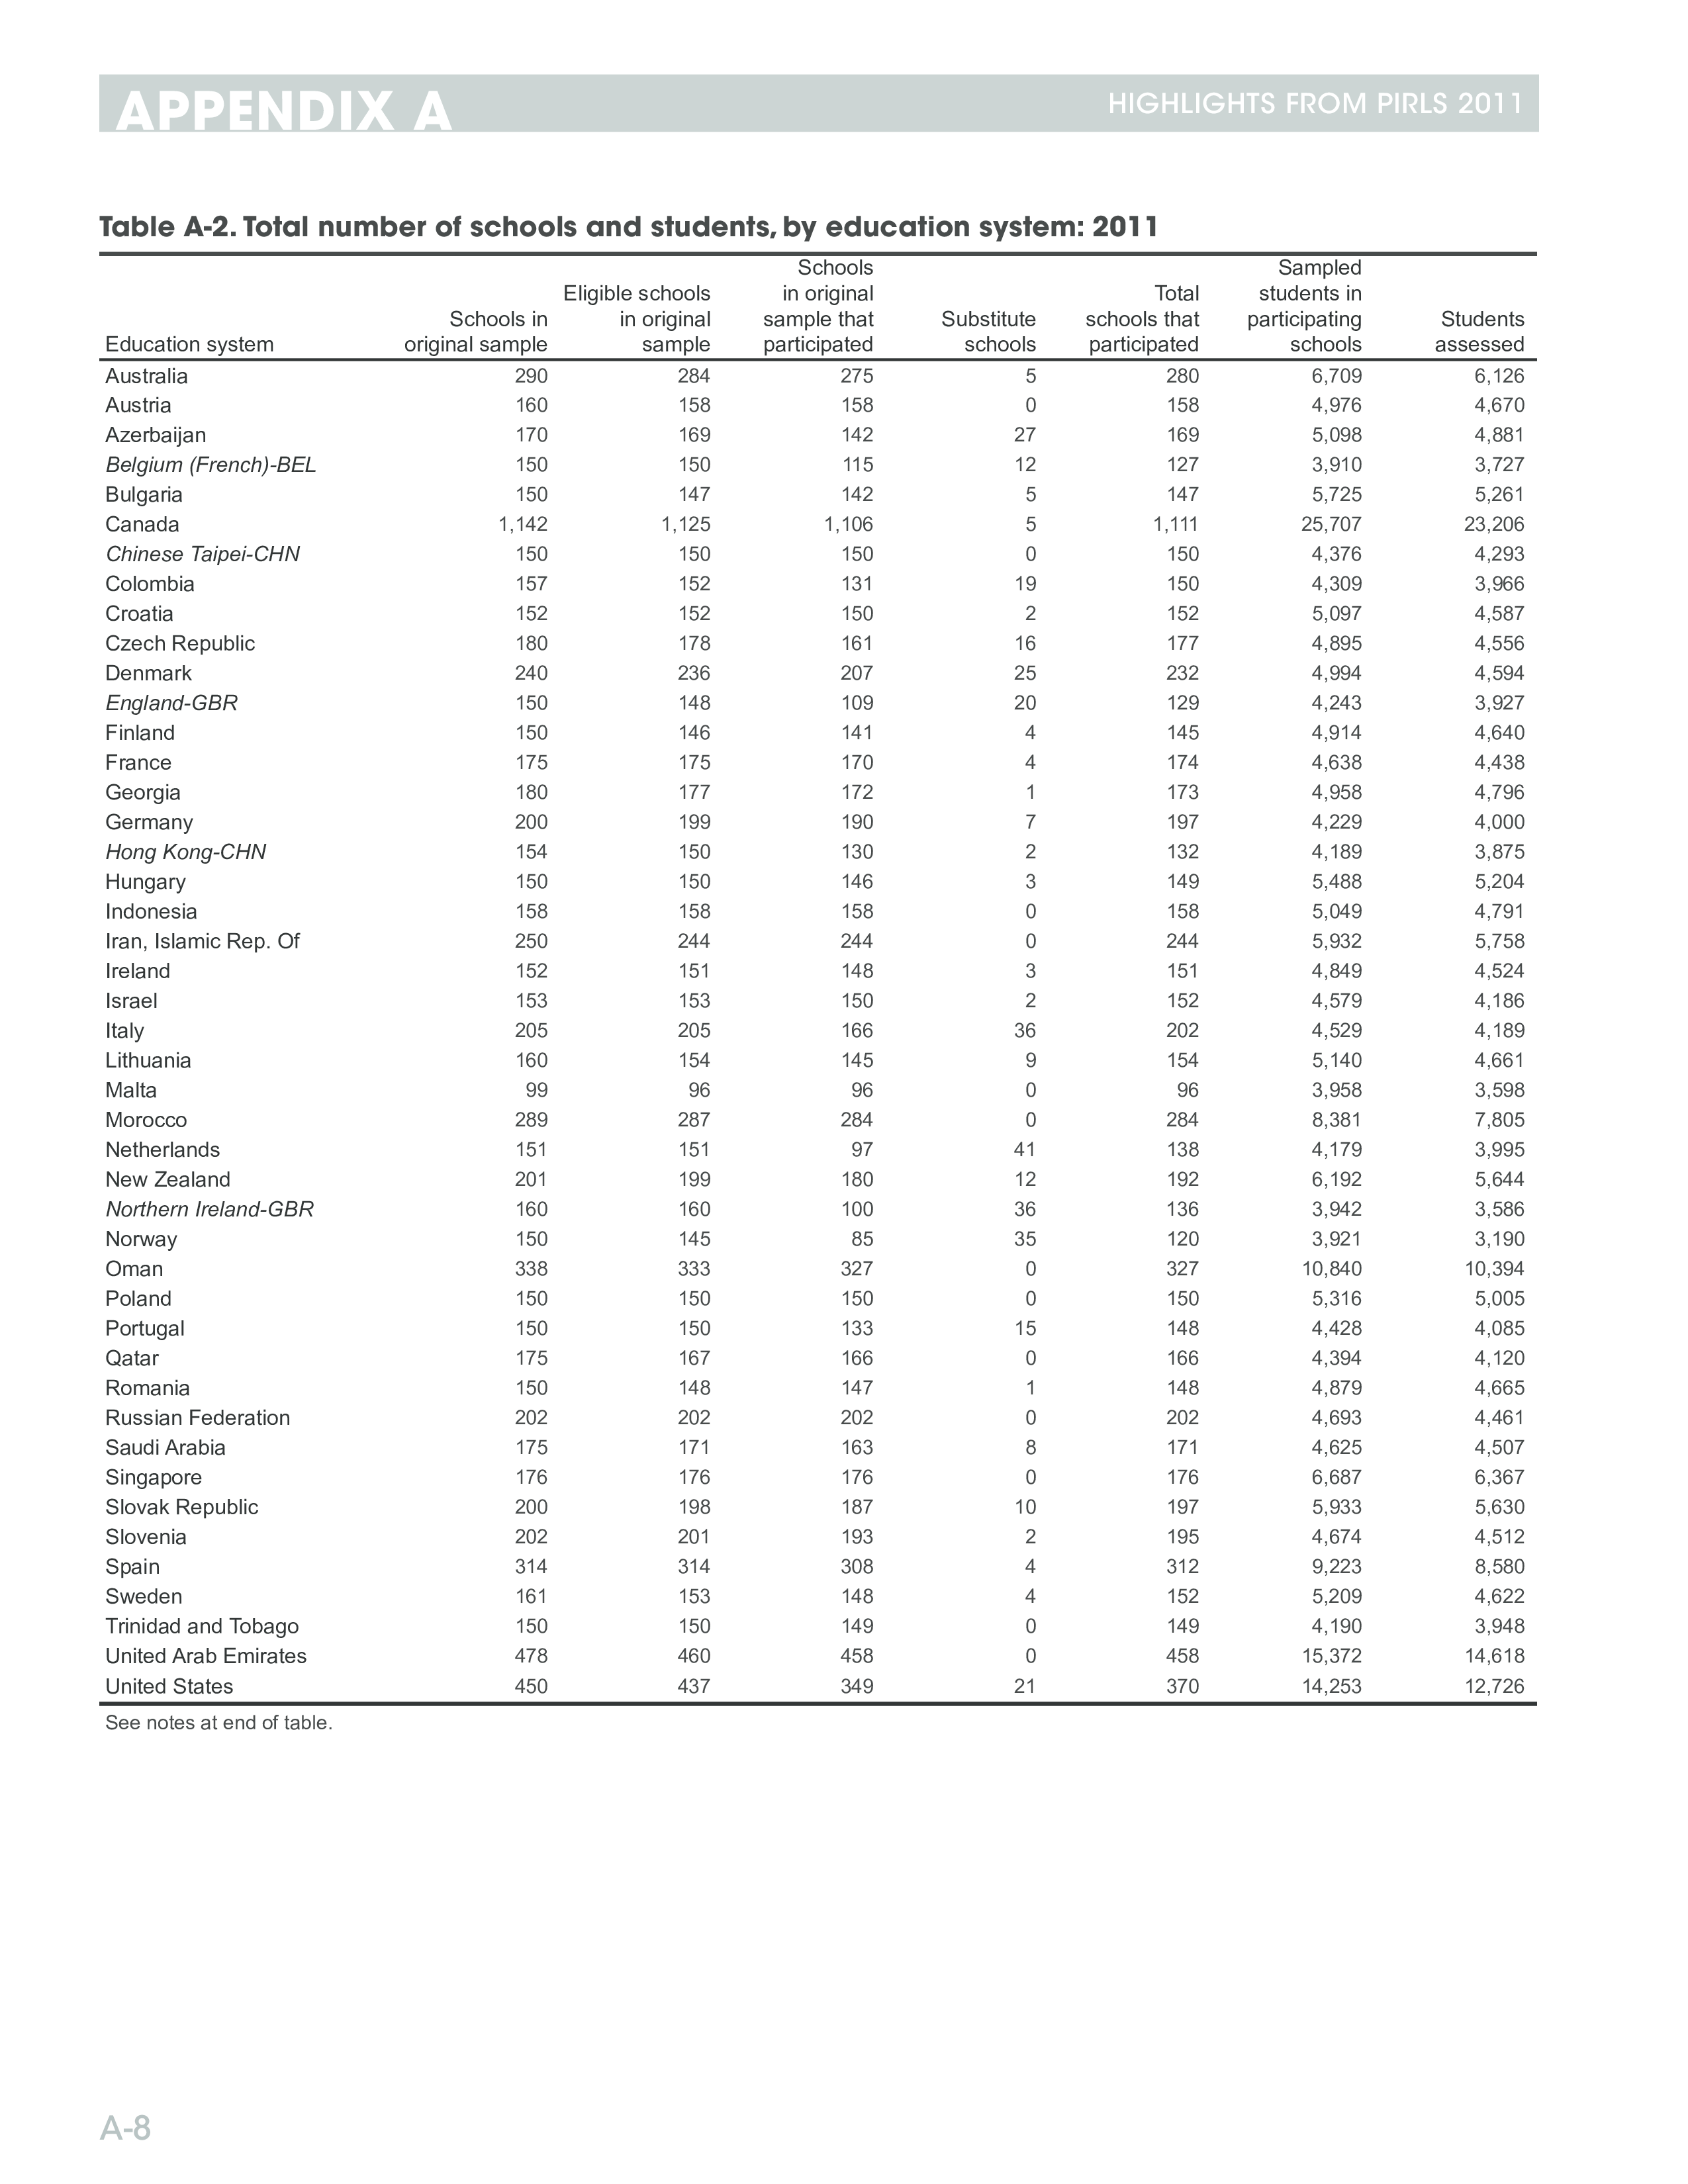 APPENDIX A
HIGHLIGHTS FROM PIRLS 2011
Table A-2. Total number of schools and students, by education system: 2011
Education system Schools in original sample Eligible schools in original sample Schools in original sample that participated Substitute schools Total schools that participated Sampled students in participating schools Students assessed
Australia 290 284 275 5 280 6,709 6,126
Austria 160 158 158 0 158 4,976 4,670
Azerbaijan 170 169 142 27 169 5,098 4,881
Belgium (French)-BEL 150 150 115 12 127 3,910 3,727
Bulgaria 150 147 142 5 147 5,725 5,261
Canada 1,142 1,125 1,106 5 1,111 25,707 23,206
Chinese Taipei-CHN 150 150 150 0 150 4,376 4,293
Colombia 157 152 131 19 150 4,309 3,966
Croatia 152 152 150 2 152 5,097 4,587
Czech Republic 180 178 161 16 177 4,895 4,556
Denmark 240 236 207 25 232 4,994 4,594
England-GBR 150 148 109 20 129 4,243 3,927
Finland 150 146 141 4 145 4,914 4,640
France 175 175 170 4 174 4,638 4,438
Georgia 180 177 172 1 173 4,958 4,796
Germany 200 199 190 7 197 4,229 4,000
Hong Kong-CHN 154 150 130 2 132 4,189 3,875
Hungary 150 150 146 3 149 5,488 5,204
Indonesia 158 158 158 0 158 5,049 4,791
Iran, Islamic Rep. Of 250 244 244 0 244 5,932 5,758
Ireland 152 151 148 3 151 4,849 4,524
Israel 153 153 150 2 152 4,579 4,186
Italy 205 205 166 36 202 4,529 4,189
Lithuania 160 154 145 9 154 5,140 4,661
Malta 99 96 96 0 96 3,958 3,598
Morocco 289 287 284 0 284 8,381 7,805
Netherlands 151 151 97 41 138 4,179 3,995
New Zealand 201 199 180 12 192 6,192 5,644
Northern Ireland-GBR 160 160 100 36 136 3,942 3,586
Norway 150 145 85 35 120 3,921 3,190
Oman 338 333 327 0 327 10,840 10,394
Poland 150 150 150 0 150 5,316 5,005
Portugal 150 150 133 15 148 4,428 4,085
Qatar 175 167 166 0 166 4,394 4,120
Romania 150 148 147 1 148 4,879 4,665
Russian Federation 202 202 202 0 202 4,693 4,461
Saudi Arabia 175 171 163 8 171 4,625 4,507
Singapore 176 176 176 0 176 6,687 6,367
Slovak Republic 200 198 187 10 197 5,933 5,630
Slovenia 202 201 193 2 195 4,674 4,512
Spain 314 314 308 4 312 9,223 8,580
Sweden 161 153 148 4 152 5,209 4,622
Trinidad and Tobago 150 150 149 0 149 4,190 3,948
United Arab Emirates 478 460 458 0 458 15,372 14,618
United States 450 437 349 21 370 14,253 12,726
See notes at end of table.
A-8